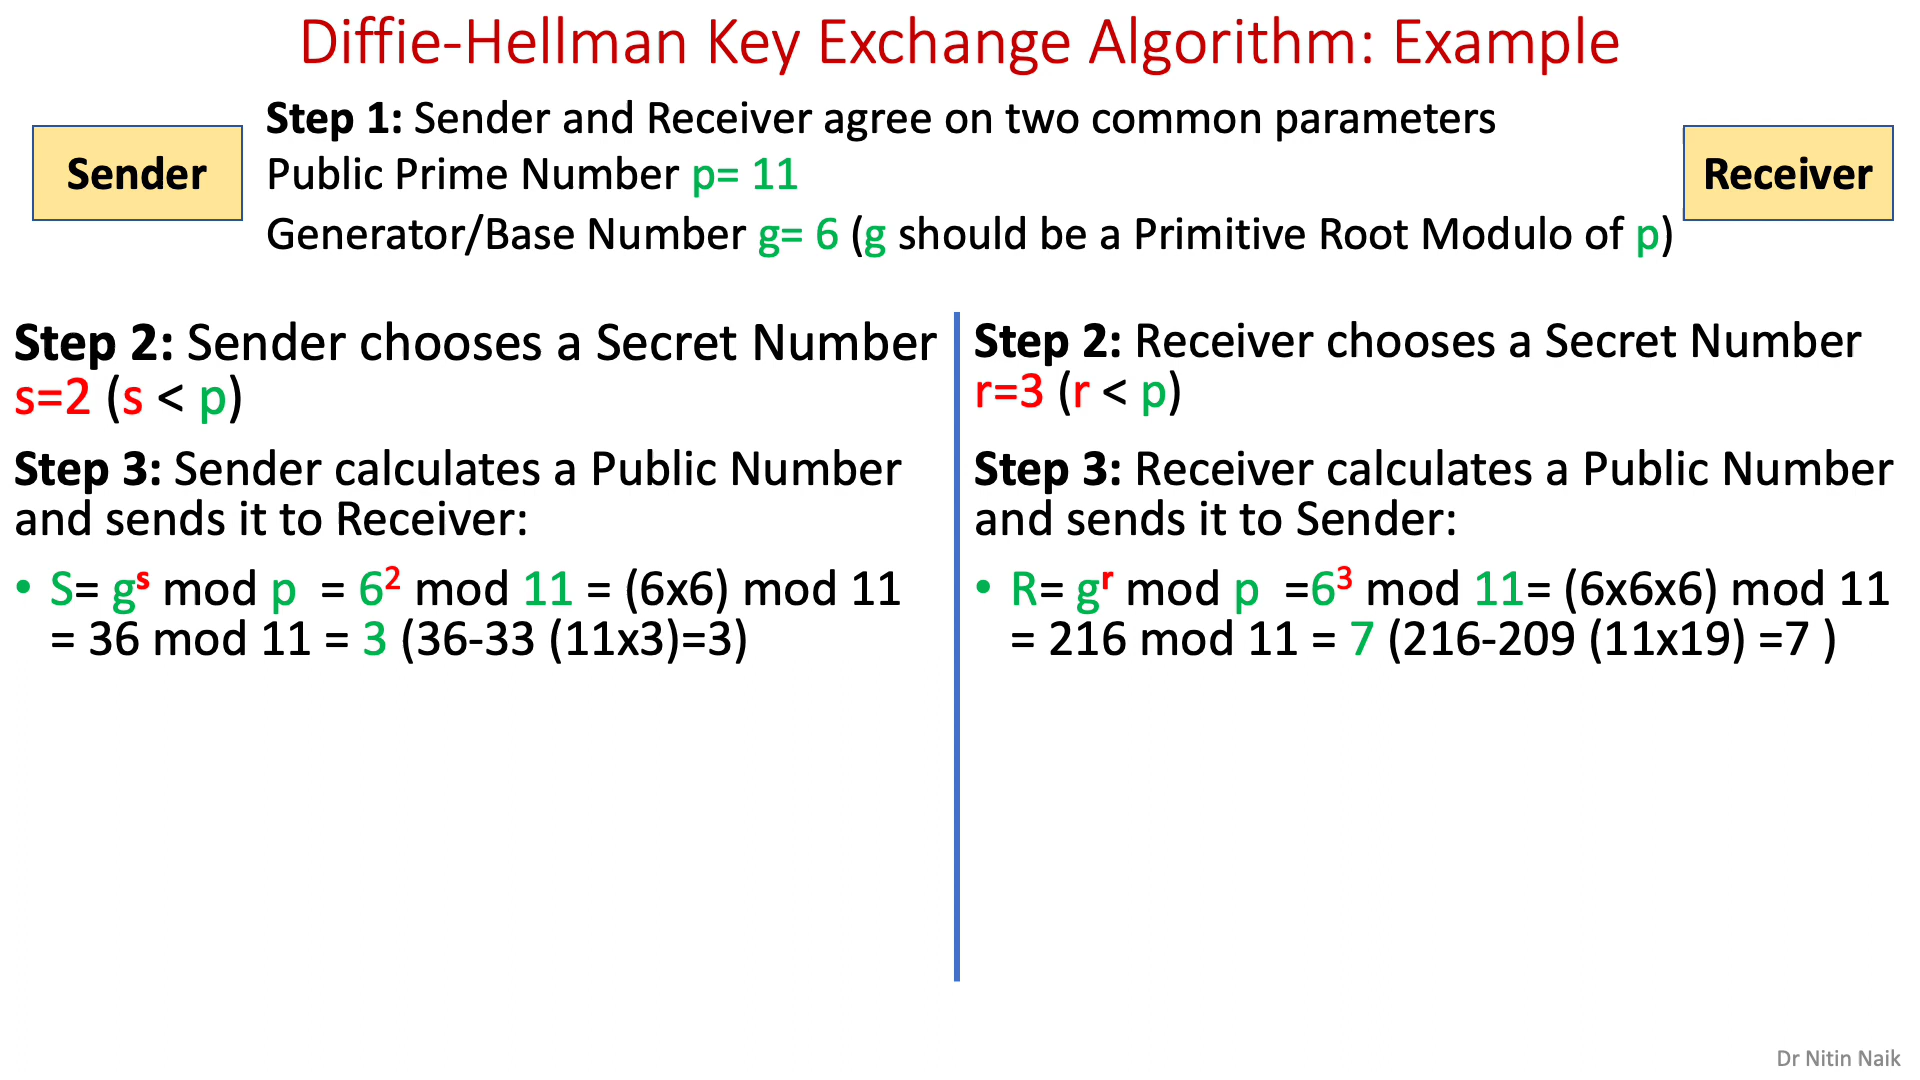 Diffie-Hellman Key Exchange Algorithm: Example
Sender
Step 1: Sender and Receiver agree on two common parameters
Public Prime Number p= 11
Generator/Base Number g= 6 (g should be a Primitive Root Modulo of p)
Receiver
Step 2: Sender chooses a Secret Number
s=2 (s < p)
Step 3: Sender calculates a Public Number
and sends it to Receiver:
• S= g^s mod p = 6² mod 11 = (6x6) mod 11
= 36 mod 11 = 3 (36-33 (11x3)=3)
Step 2: Receiver chooses a Secret Number
r=3 (r < p)
Step 3: Receiver calculates a Public Number
and sends it to Sender:
• R= g^r mod p =6³ mod 11= (6x6x6) mod 11
= 216 mod 11 = 7 (216-209 (11x19) =7 )
Dr Nitin Naik